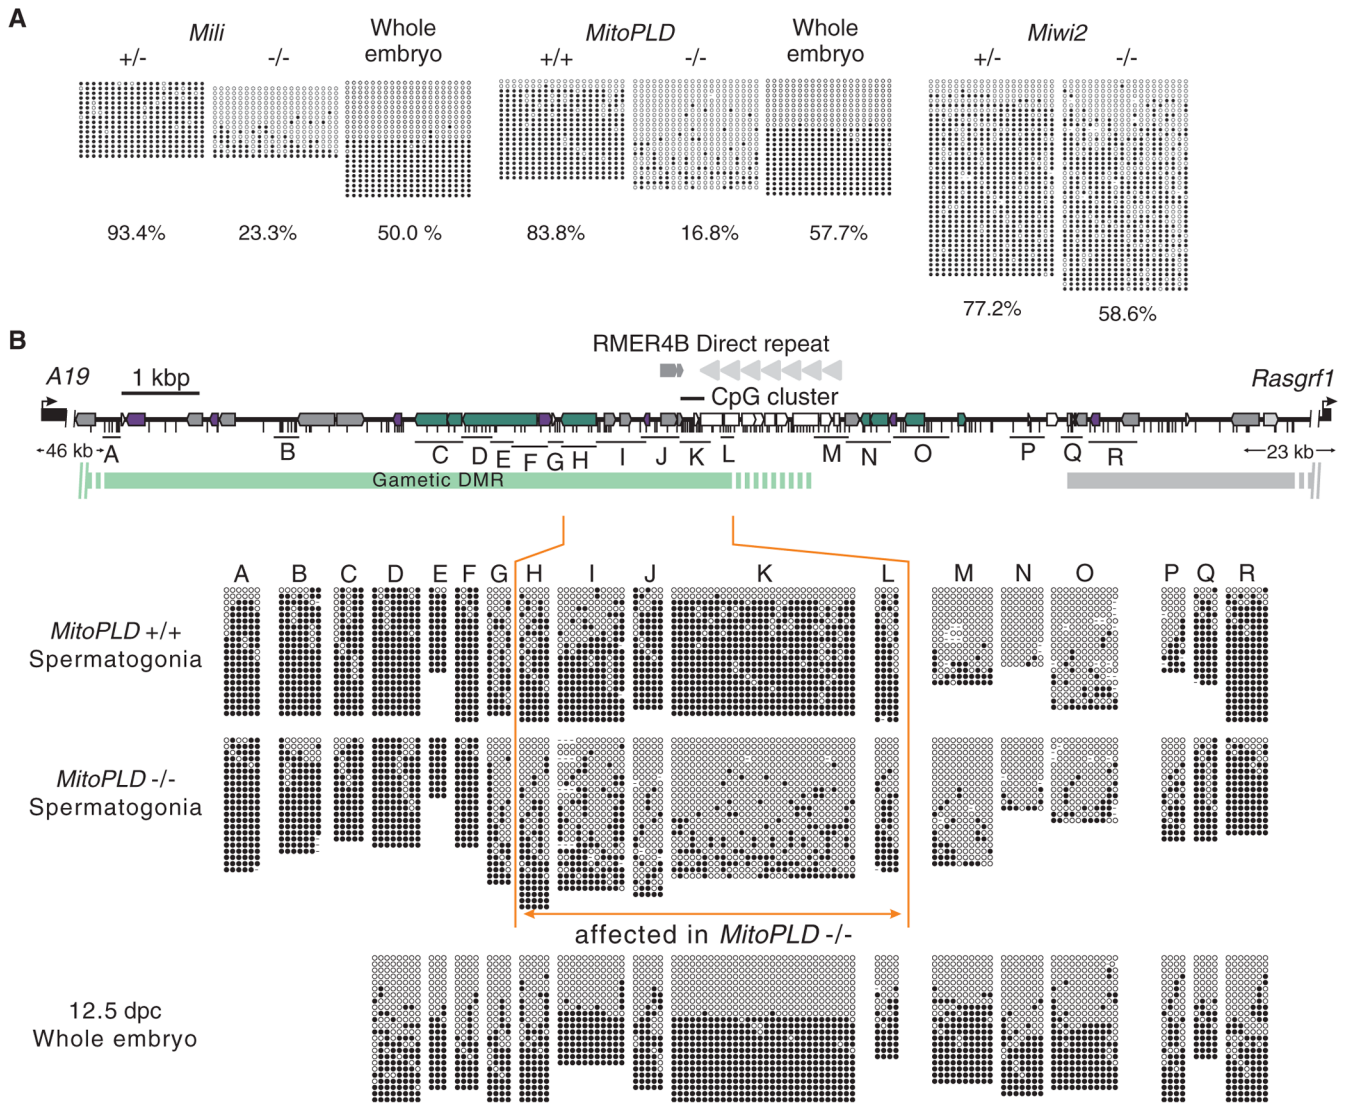 A
Mili
Whole embryo
MitoPLD
Whole embryo
Miwi2
+/-
-/-
+/+
-/-
+/-
-/-
93.4%
23.3%
50.0 %
83.8%
16.8%
57.7%
77.2%
58.6%
B
RMER4B Direct repeat
A19
1 kbp
CpG cluster
Rasgrf1
46 kb
A B C D E F G H I J K L M N O P Q R
23 kb
Gametic DMR
A B C D E F G H I J K L M N O P Q R
MitoPLD +/+
Spermatogonia
MitoPLD -/-
Spermatogonia
affected in MitoPLD -/-
12.5 dpc
Whole embryo